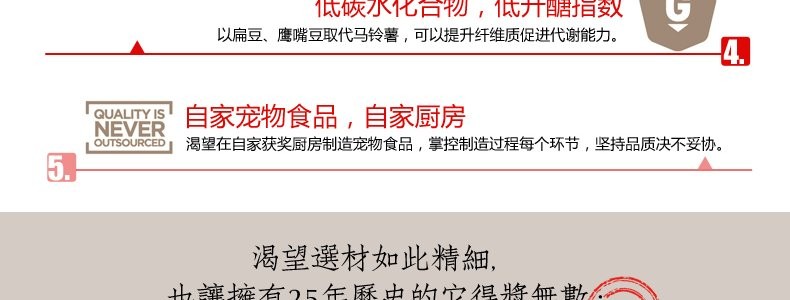 低碳水化合物，低升醣指数
G
以扁豆、鹰嘴豆取代马铃薯，可以提升纤维质促进代谢能力。
4.
QUALITY IS
NEVER
OUTSOURCED
自家宠物食品，自家厨房
渴望在自家获奖厨房制造宠物食品，掌控制造过程每个环节，坚持品质决不妥协。
5.
渴望選材如此精細,
也讓擁有25年歷史的它得獎無數;